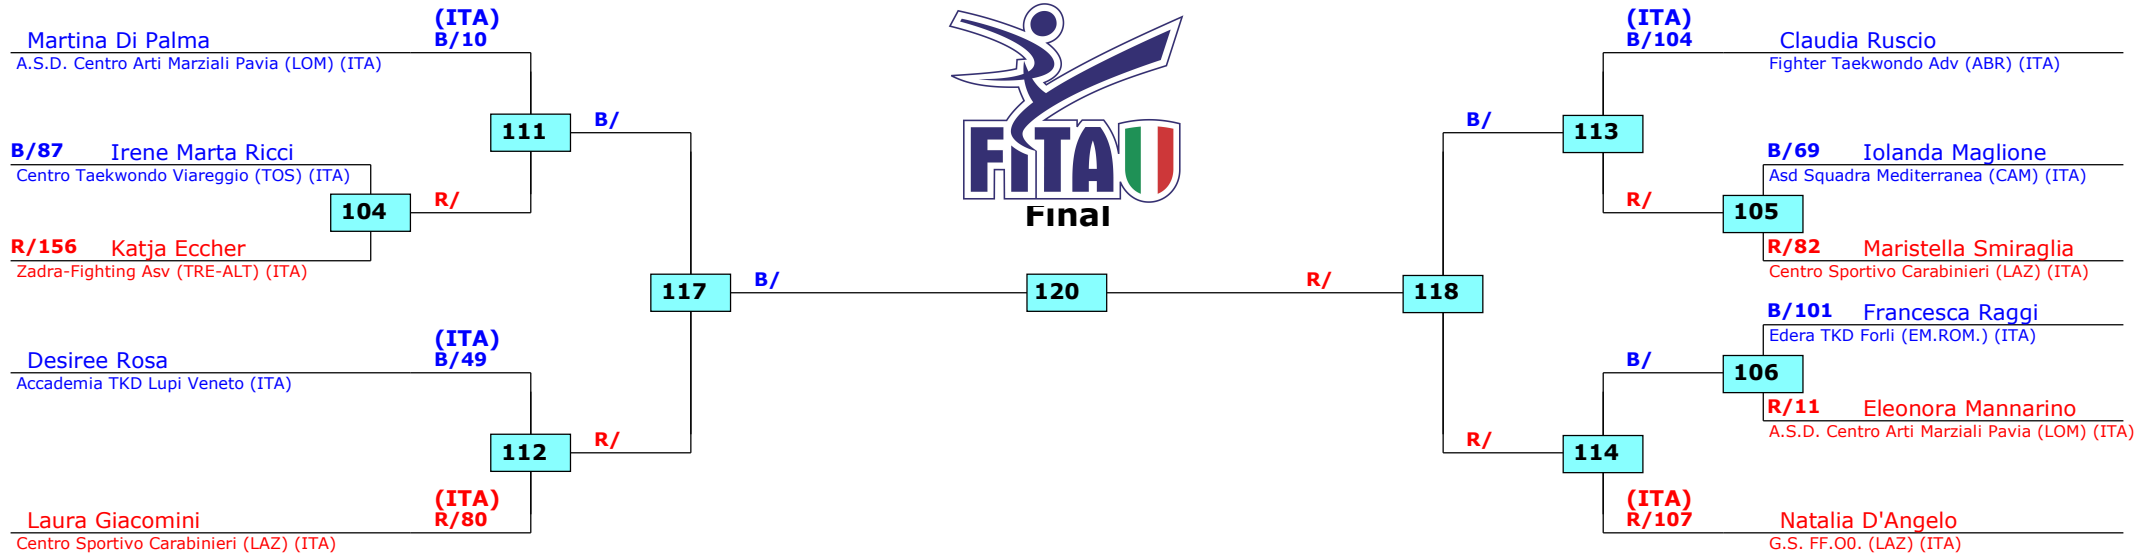 (ITA)
Martina Di Palma B/10
A.S.D. Centro Arti Marziali Pavia (LOM) (ITA)
111
B/
B/87 Irene Marta Ricci
Centro Taekwondo Viareggio (TOS) (ITA)
104
R/
R/156 Katja Eccher
Zadra-Fighting Asv (TRE-ALT) (ITA)
117
B/
(ITA)
Desiree Rosa B/49
Accademia TKD Lupi Veneto (ITA)
112
R/
(ITA)
Laura Giacomini R/80
Centro Sportivo Carabinieri (LAZ) (ITA)
FITA
Final
120
(ITA)
B/104 Claudia Ruscio
Fighter Taekwondo Adv (ABR) (ITA)
B/
113
B/69 Iolanda Maglione
Asd Squadra Mediterranea (CAM) (ITA)
R/
105
R/82 Maristella Smiraglia
Centro Sportivo Carabinieri (LAZ) (ITA)
R/
118
B/101 Francesca Raggi
Edera TKD Forli (EM.ROM.) (ITA)
B/
106
R/11 Eleonora Mannarino
A.S.D. Centro Arti Marziali Pavia (LOM) (ITA)
R/
114
(ITA)
R/107 Natalia D'Angelo
G.S. FF.O0. (LAZ) (ITA)